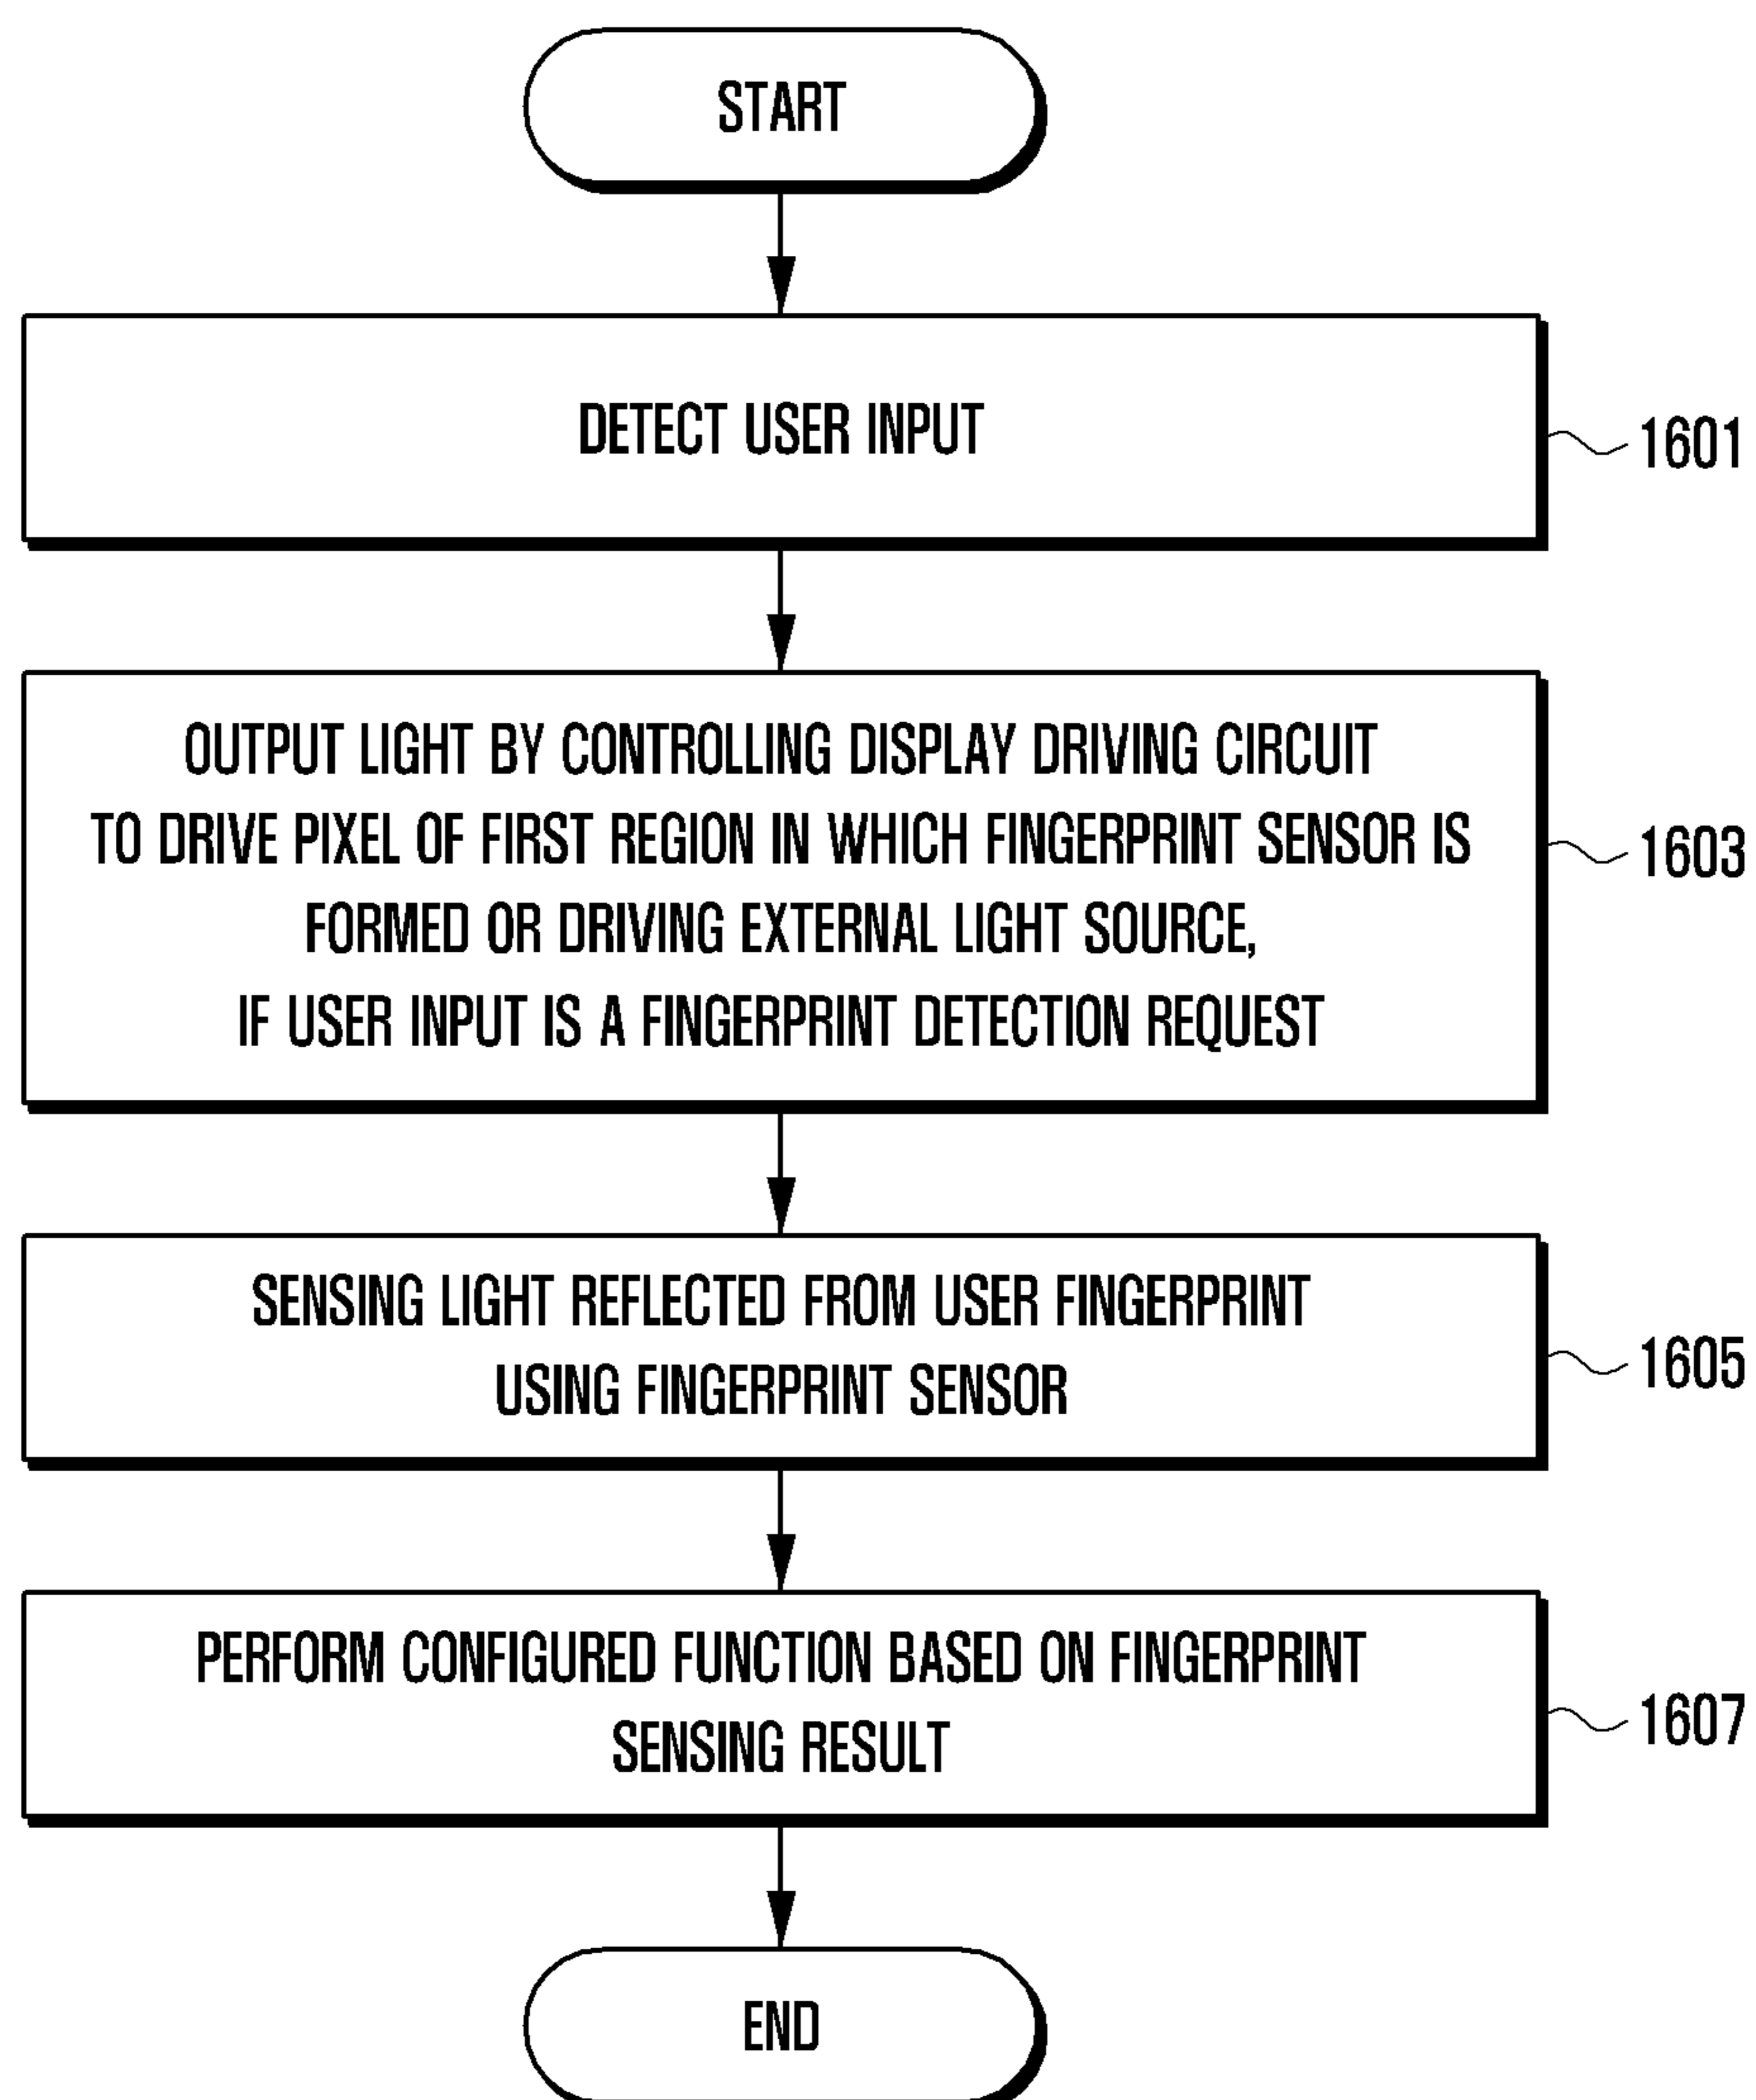 START
DETECT USER INPUT
1601
OUTPUT LIGHT BY CONTROLLING DISPLAY DRIVING CIRCUIT
TO DRIVE PIXEL OF FIRST REGION IN WHICH FINGERPRINT SENSOR IS
FORMED OR DRIVING EXTERNAL LIGHT SOURCE,
IF USER INPUT IS A FINGERPRINT DETECTION REQUEST
1603
SENSING LIGHT REFLECTED FROM USER FINGERPRINT
USING FINGERPRINT SENSOR
1605
PERFORM CONFIGURED FUNCTION BASED ON FINGERPRINT
SENSING RESULT
1607
END